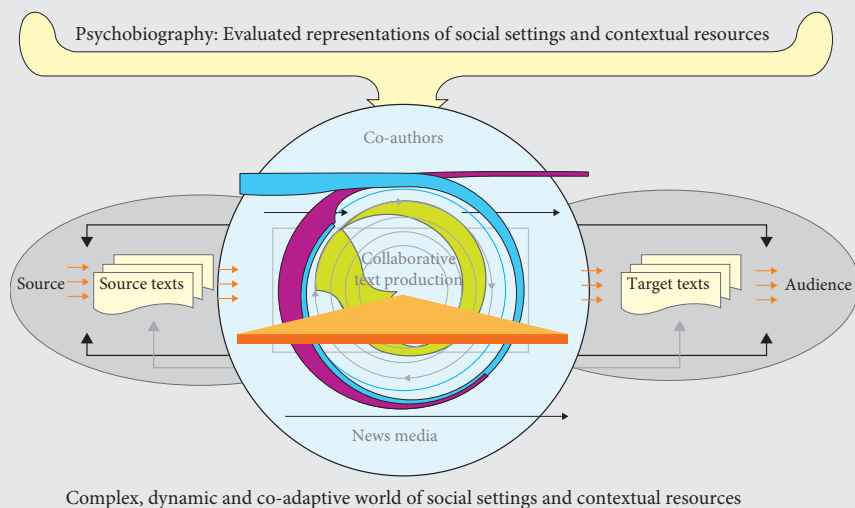 Psychobiography: Evaluated representations of social settings and contextual resources
Co-authors
Collaborative
text production
Source
Source texts
Target texts
Audience
News media
Complex, dynamic and co-adaptive world of social settings and contextual resources